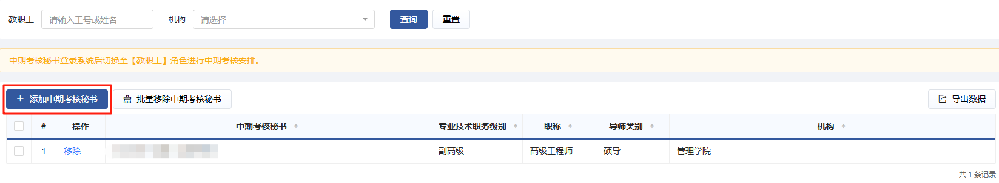 教职工 请输入工号或姓名 机构 请选择 查询 重置
中期考核秘书登录系统后切换至【教职工】角色进行中期考核安排。
+ 添加中期考核秘书 批量移除中期考核秘书 导出数据
# 操作 中期考核秘书 专业技术职务级别 职称 导师类别 机构
1 移除 副高级 高级工程师 硕导 管理学院
共 1 条记录